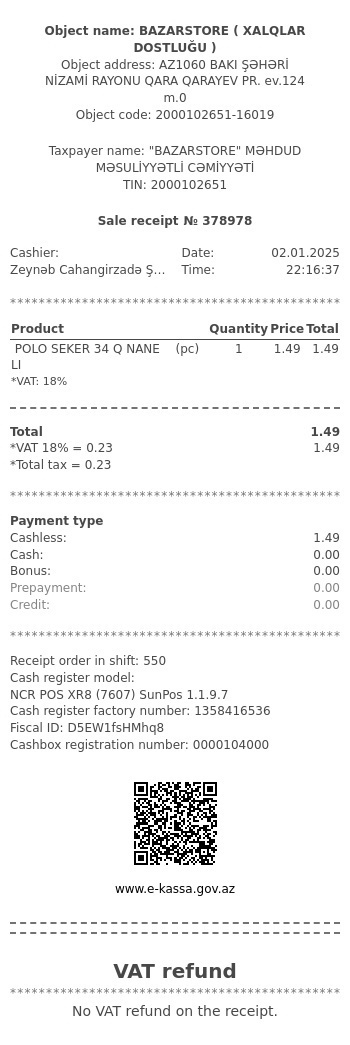 Object name: BAZARSTORE ( XALQLAR
DOSTLUĞU )
Object address: AZ1060 BAKI ŞƏHƏRİ
NİZAMİ RAYONU QARA QARAYEV PR. ev.124
m.0
Object code: 2000102651-16019
Taxpayer name: "BAZARSTORE" MƏHDUD
MƏSULİYYƏTLİ CƏMİYYƏTİ
TIN: 2000102651
Sale receipt № 378978
Cashier: Date: 02.01.2025
Zeynəb Cahangirzadə Ş... Time: 22:16:37
********************************************
Product Quantity Price Total
POLO SEKER 34 Q NANE (pc) 1 1.49 1.49
LI
*VAT: 18%
Total 1.49
*VAT 18% = 0.23 1.49
*Total tax = 0.23
********************************************
Payment type
Cashless: 1.49
Cash: 0.00
Bonus: 0.00
Prepayment: 0.00
Credit: 0.00
********************************************
Receipt order in shift: 550
Cash register model:
NCR POS XR8 (7607) SunPos 1.1.9.7
Cash register factory number: 1358416536
Fiscal ID: D5EW1fsHMhq8
Cashbox registration number: 0000104000
www.e-kassa.gov.az
VAT refund
********************************************
No VAT refund on the receipt.